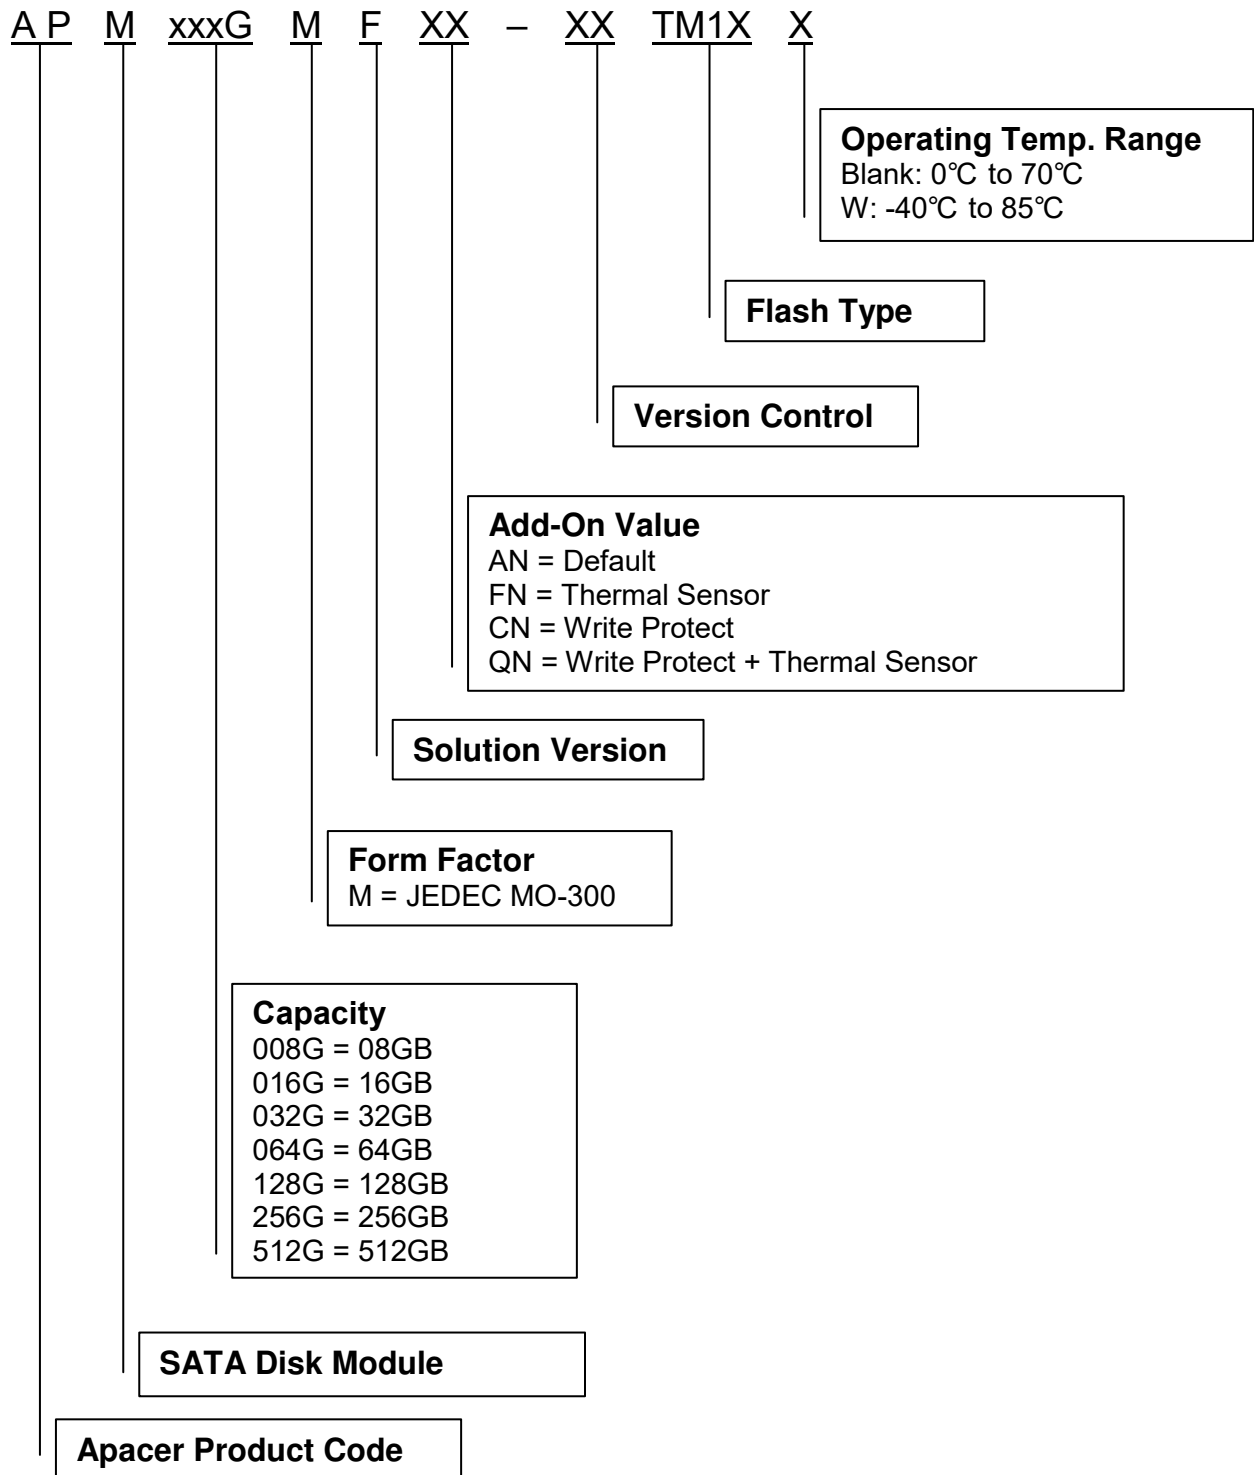 A P M xxxG M F XX – XX TM1X X
Operating Temp. Range
Blank: 0℃ to 70℃
W: -40℃ to 85℃
Flash Type
Version Control
Add-On Value
AN = Default
FN = Thermal Sensor
CN = Write Protect
QN = Write Protect + Thermal Sensor
Solution Version
Form Factor
M = JEDEC MO-300
Capacity
008G = 08GB
016G = 16GB
032G = 32GB
064G = 64GB
128G = 128GB
256G = 256GB
512G = 512GB
SATA Disk Module
Apacer Product Code